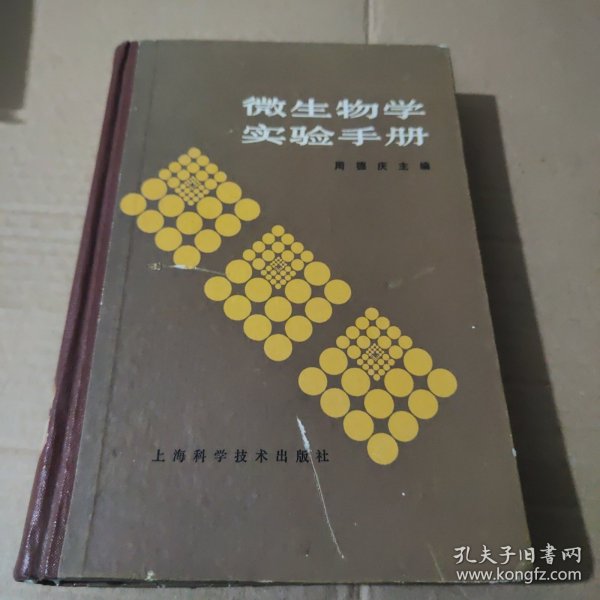 微生物学
实验手册
周德庆主编
上海科学技术出版社
孔夫子旧書网
www.kongfz.com